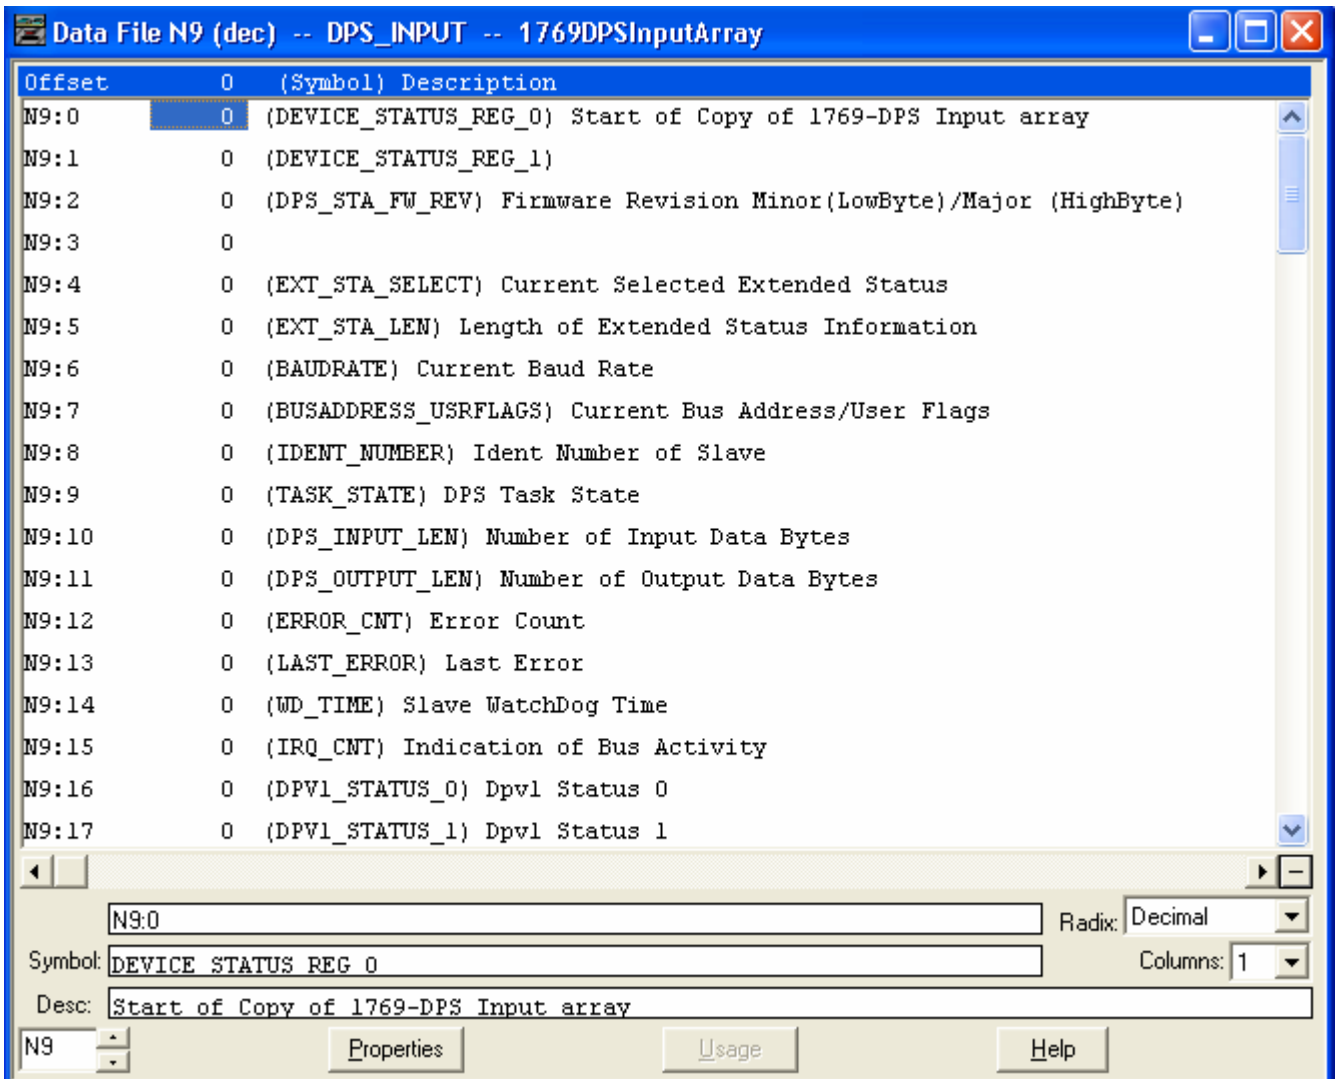 Data File N9 (dec) -- DPS_INPUT -- 1769DPSInputArray
Offset 0 (Symbol) Description
N9:0 0 (DEVICE_STATUS_REG_0) Start of Copy of 1769-DPS Input array
N9:1 0 (DEVICE_STATUS_REG_1)
N9:2 0 (DPS_STA_FW_REV) Firmware Revision Minor(LowByte)/Major (HighByte)
N9:3 0
N9:4 0 (EXT_STA_SELECT) Current Selected Extended Status
N9:5 0 (EXT_STA_LEN) Length of Extended Status Information
N9:6 0 (BAUDRATE) Current Baud Rate
N9:7 0 (BUSADDRESS_USRFLAGS) Current Bus Address/User Flags
N9:8 0 (IDENT_NUMBER) Ident Number of Slave
N9:9 0 (TASK_STATE) DPS Task State
N9:10 0 (DPS_INPUT_LEN) Number of Input Data Bytes
N9:11 0 (DPS_OUTPUT_LEN) Number of Output Data Bytes
N9:12 0 (ERROR_CNT) Error Count
N9:13 0 (LAST_ERROR) Last Error
N9:14 0 (WD_TIME) Slave WatchDog Time
N9:15 0 (IRQ_CNT) Indication of Bus Activity
N9:16 0 (DPV1_STATUS_0) Dpv1 Status 0
N9:17 0 (DPV1_STATUS_1) Dpv1 Status 1
N9:0 Radix: Decimal
Symbol: DEVICE_STATUS_REG_0 Columns: 1
Desc: Start of Copy of 1769-DPS Input array
N9 Properties Usage Help